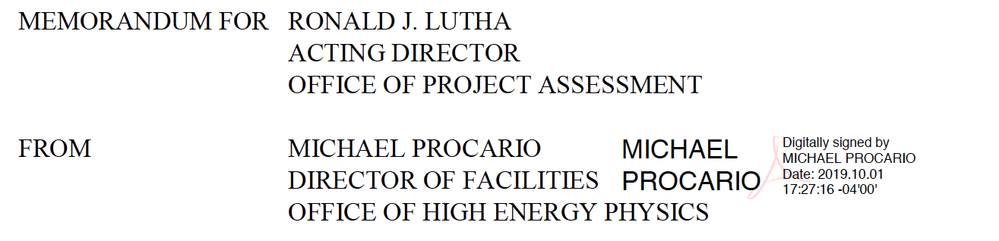 MEMORANDUM FOR RONALD J. LUTHA
ACTING DIRECTOR
OFFICE OF PROJECT ASSESSMENT
FROM MICHAEL PROCARIO
DIRECTOR OF FACILITIES
OFFICE OF HIGH ENERGY PHYSICS
MICHAEL
PROCARIO
Digitally signed by
MICHAEL PROCARIO
Date: 2019.10.01
17:27:16 -04'00'